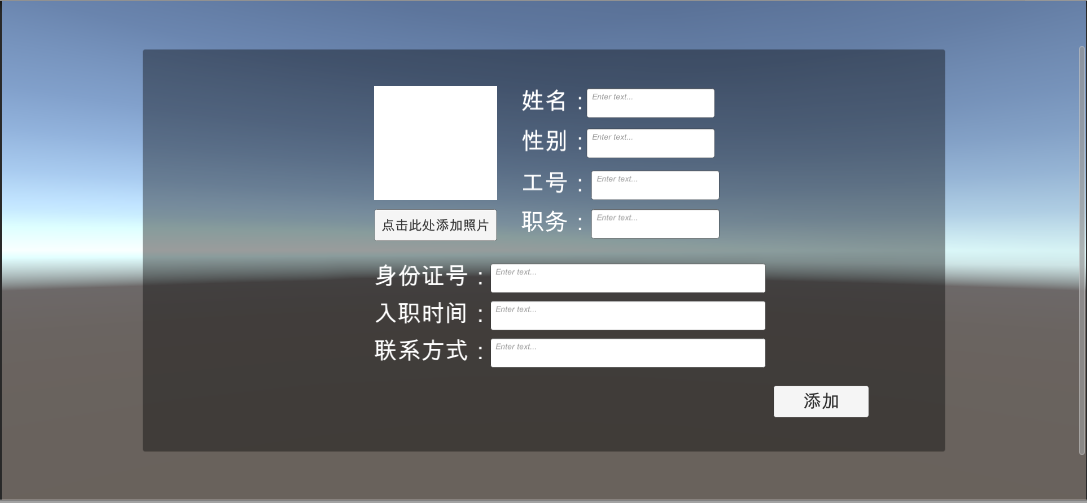 姓名： Enter text...
性别： Enter text...
工号： Enter text...
点击此处添加照片 职务： Enter text...
身份证号： Enter text...
入职时间： Enter text...
联系方式： Enter text...
添加